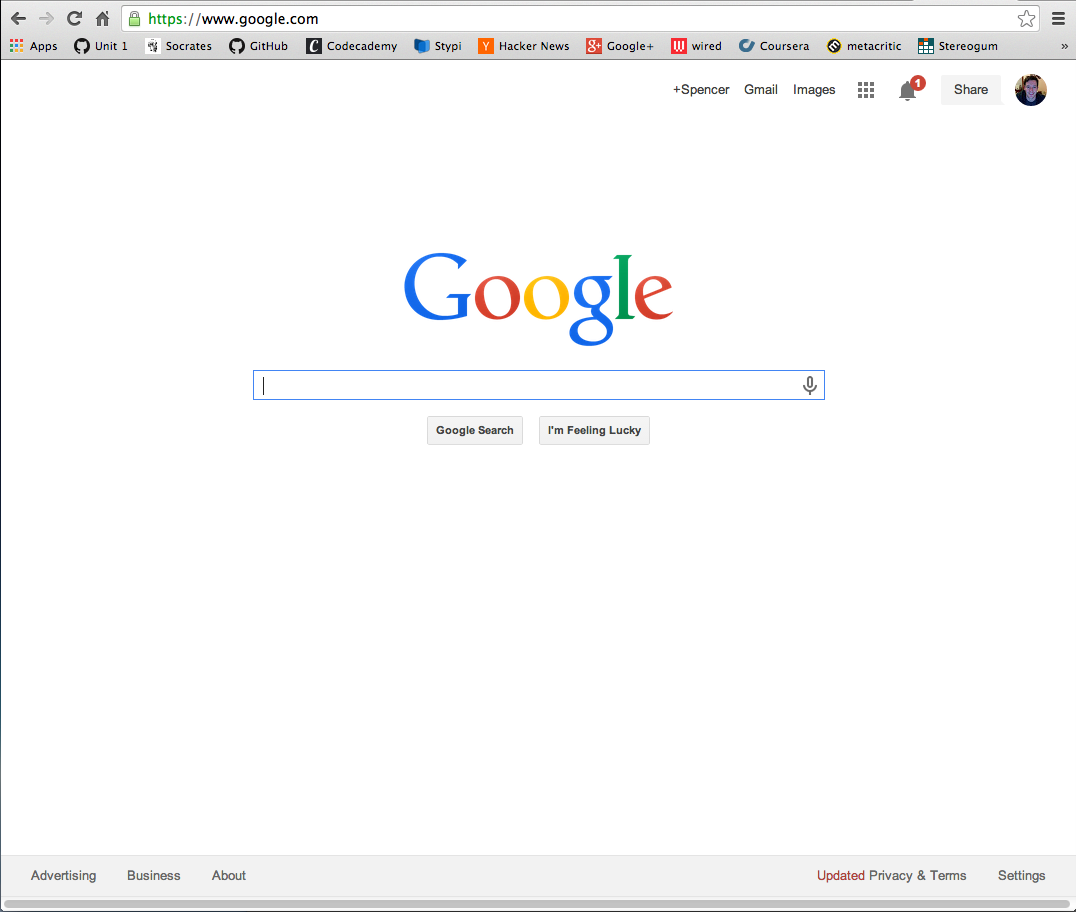 https://www.google.com
Apps Unit 1 Socrates GitHub C Codecademy Stypi Y Hacker News g+ Google+ W wired Coursera metacritic Stereogum »
+Spencer Gmail Images 1 Share
Google
Google Search I'm Feeling Lucky
Advertising Business About Updated Privacy & Terms Settings